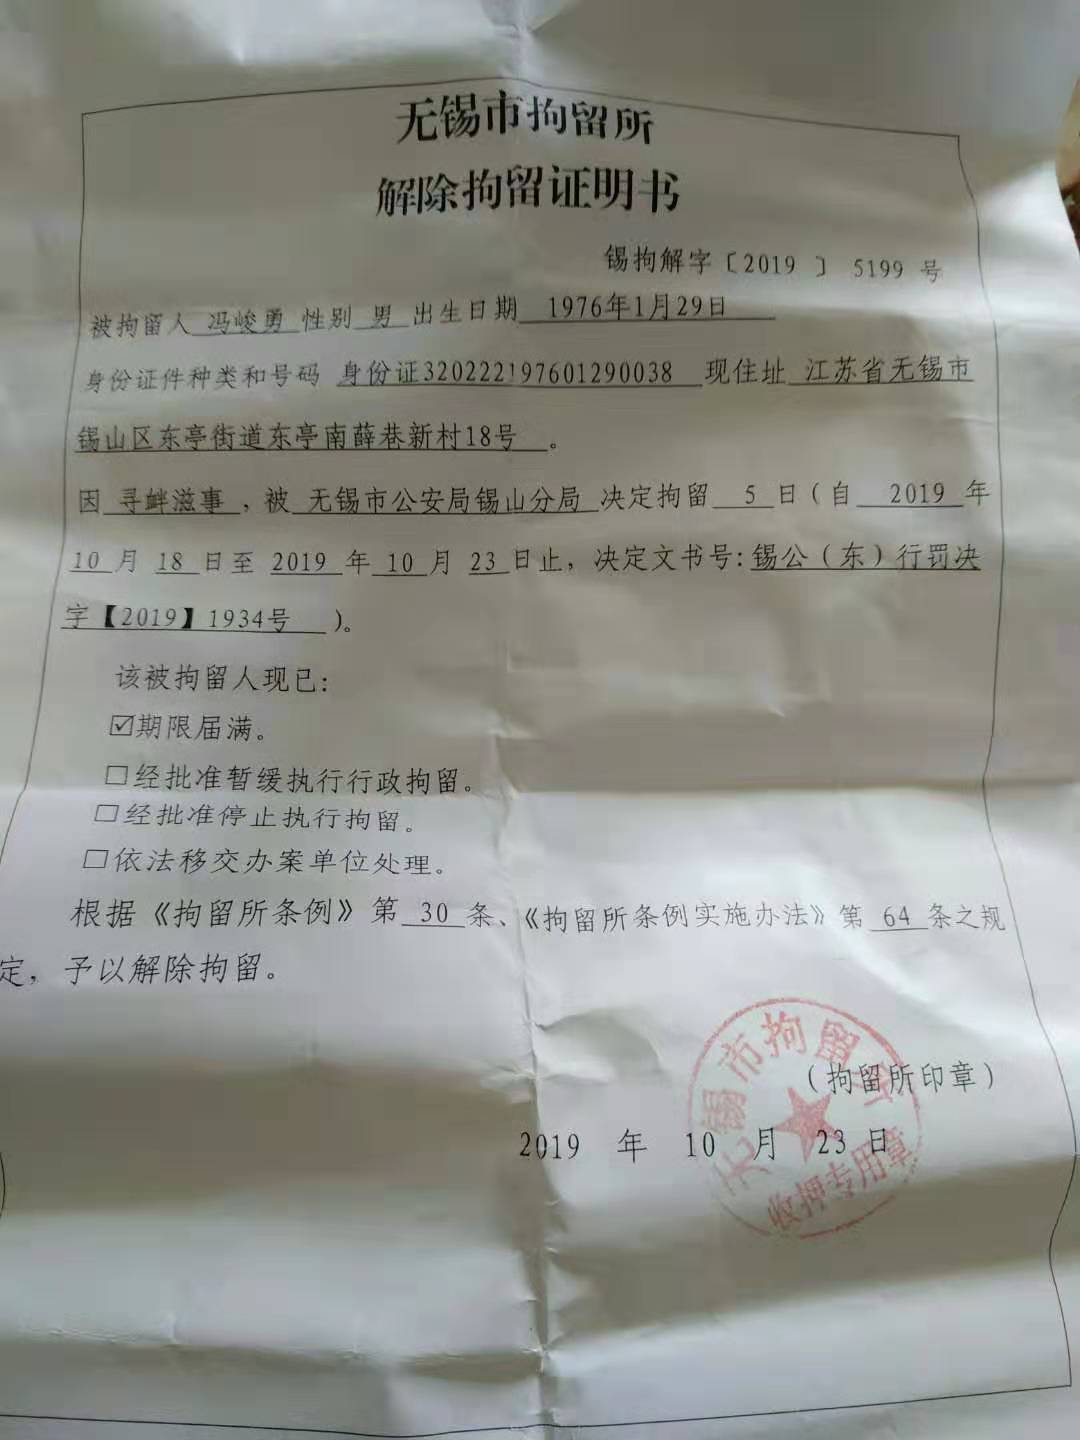 无锡市拘留所
解除拘留证明书
锡拘解字〔2019 〕 5199 号
被拘留人 冯峻勇 性别 男 出生日期 1976年1月29日
身份证件种类和号码 身份证320222197601290038 现住址 江苏省无锡市
锡山区东亭街道东亭南薛巷新村18号 。
因 寻衅滋事 ，被 无锡市公安局锡山分局 决定拘留 5 日（自 2019 年
10 月 18 日至 2019 年 10 月 23 日止，决定文书号：锡公（东）行罚决
字【2019】1934号 ）。
该被拘留人现已：
☑期限届满。
□经批准暂缓执行行政拘留。
□经批准停止执行拘留。
□依法移交办案单位处理。
根据《拘留所条例》第 30 条、《拘留所条例实施办法》第 64 条之规
定，予以解除拘留。
（拘留所印章）
2019 年 10 月 23 日
无锡市拘留所
收押专用章